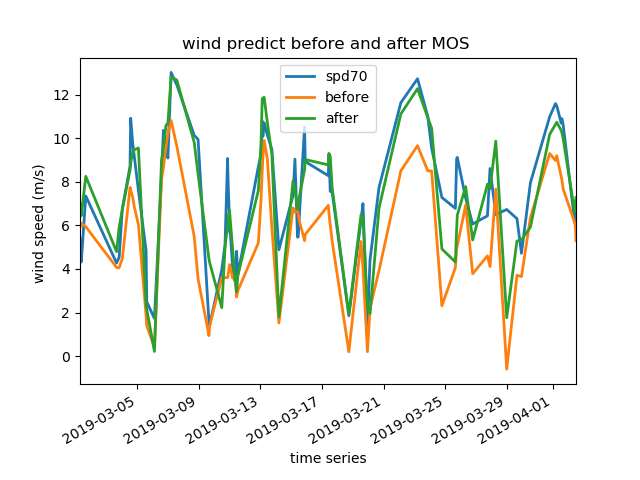 wind predict before and after MOS
spd70
before
after
wind speed (m/s)
12
10
8
6
4
2
0
2019-03-05
2019-03-09
2019-03-13
2019-03-17
2019-03-21
2019-03-25
2019-03-29
2019-04-01
time series